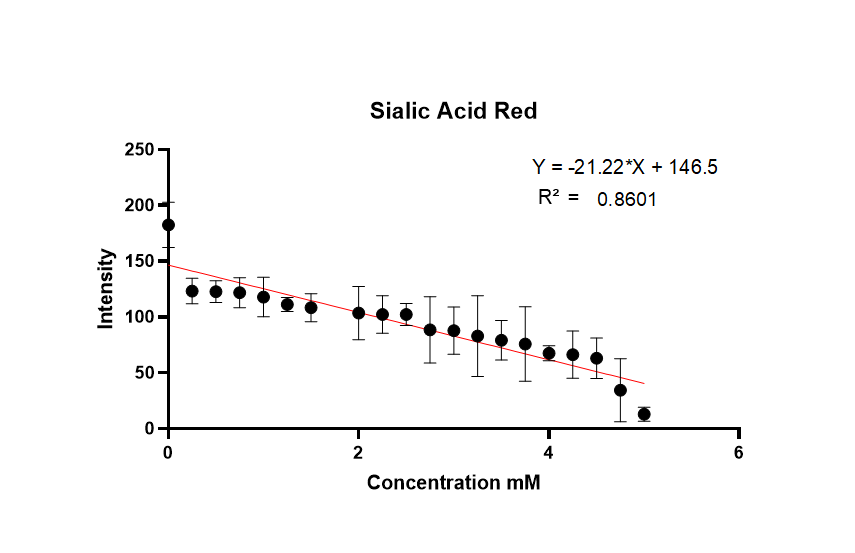 Sialic Acid Red
Y = -21.22*X + 146.5
R² = 0.8601
Intensity
250
200
150
100
50
0
0 2 4 6
Concentration mM